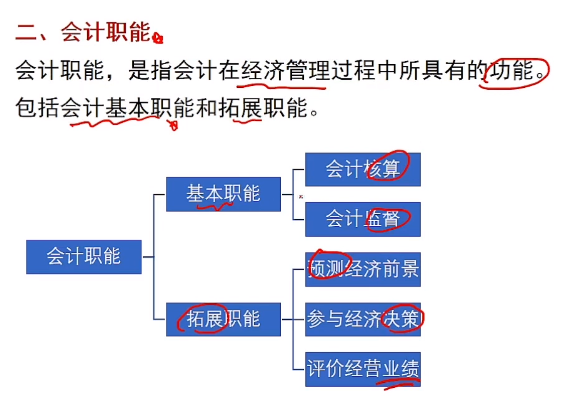 二、会计职能
会计职能，是指会计在经济管理过程中所具有的功能。
包括会计基本职能和拓展职能。
会计职能
基本职能
会计核算
会计监督
拓展职能
预测经济前景
参与经济决策
评价经营业绩